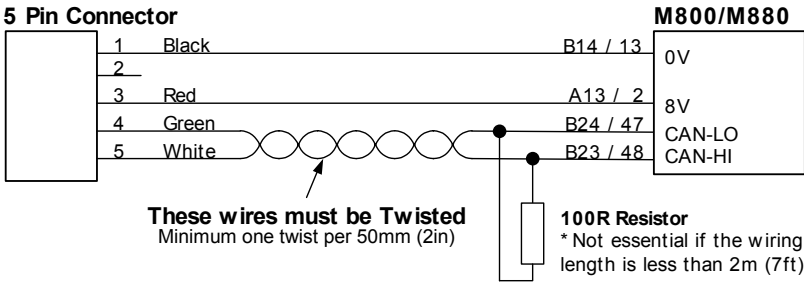 5 Pin Connector M800/M880
1 Black B14 / 13 0V
2
3 Red A13 / 2 8V
4 Green B24 / 47 CAN-LO
5 White B23 / 48 CAN-HI
These wires must be Twisted
Minimum one twist per 50mm (2in)
100R Resistor
* Not essential if the wiring
length is less than 2m (7ft)